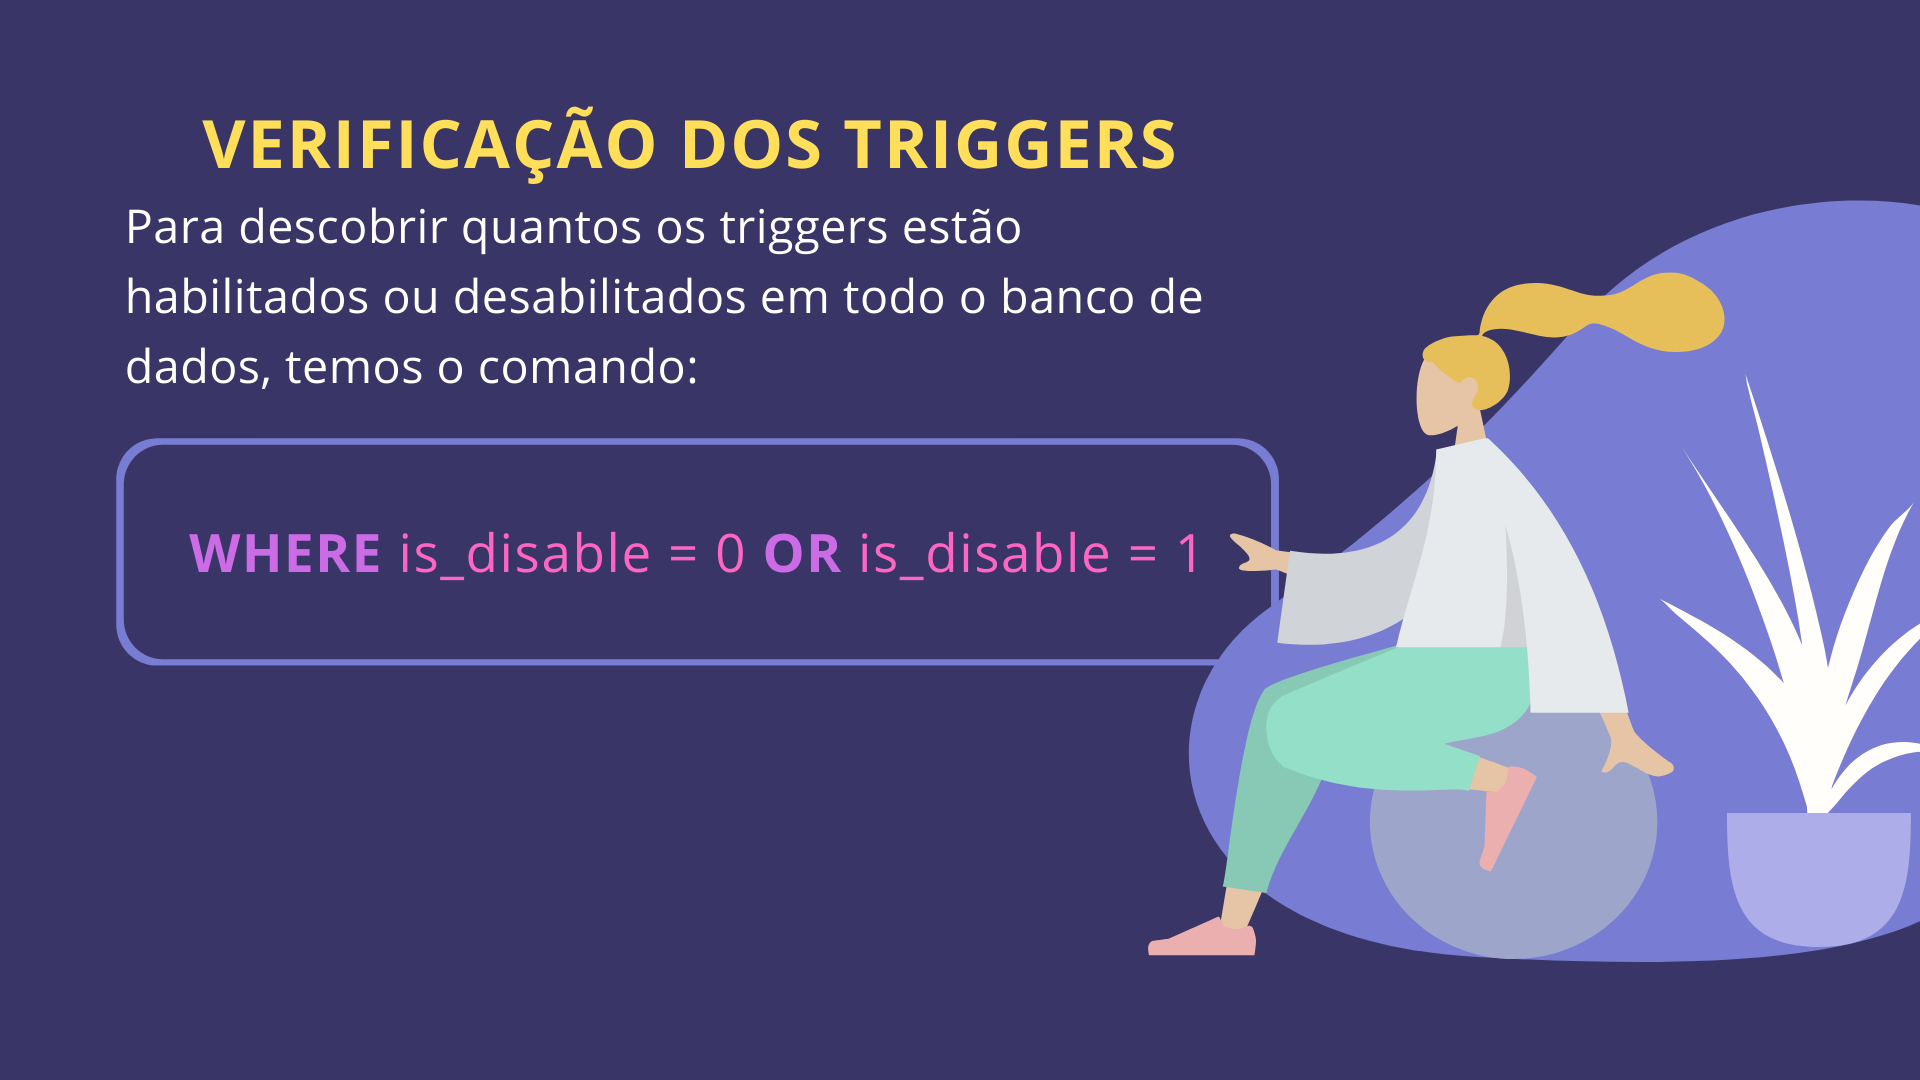 VERIFICAÇÃO DOS TRIGGERS
Para descobrir quantos os triggers estão
habilitados ou desabilitados em todo o banco de
dados, temos o comando:
WHERE is_disable = 0 OR is_disable = 1